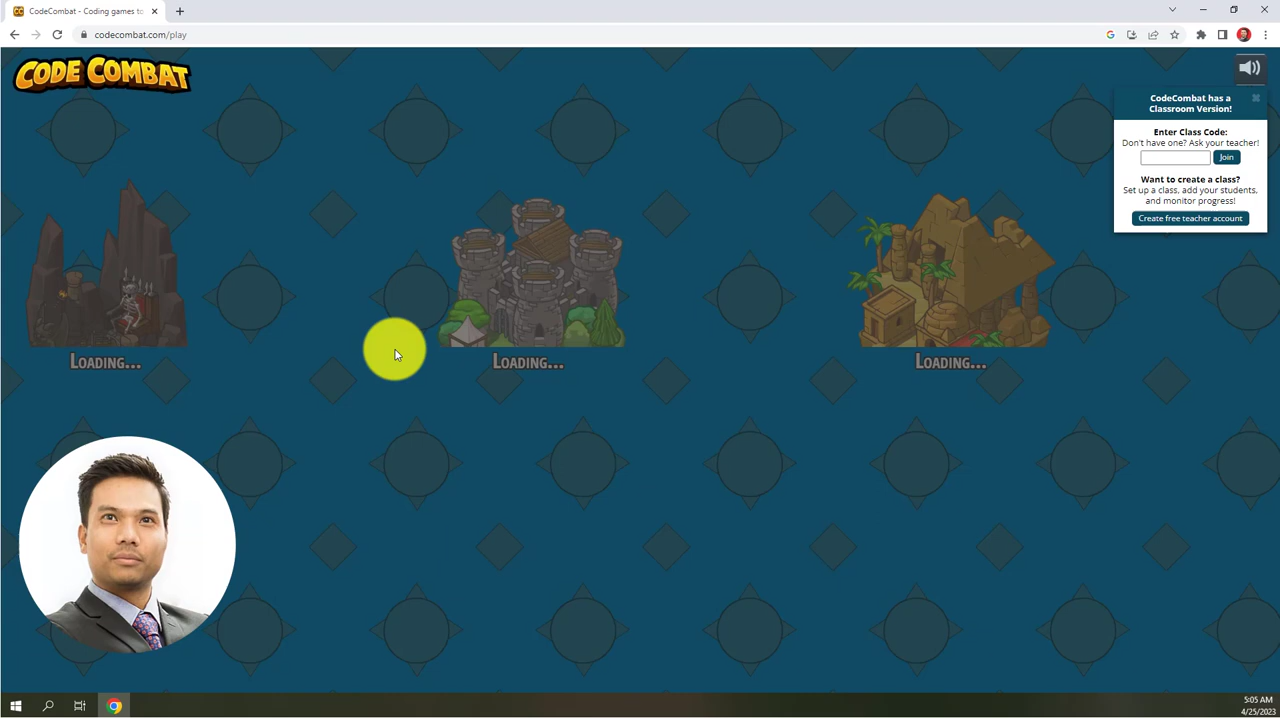 CodeCombat - Coding games to
codecombat.com/play
CODE COMBAT
CodeCombat has a
Classroom Version!
Enter Class Code:
Don't have one? Ask your teacher!
Join
Want to create a class?
Set up a class, add your students,
and monitor progress!
Create free teacher account
LOADING...
LOADING...
LOADING...
5:05 AM
4/25/2023